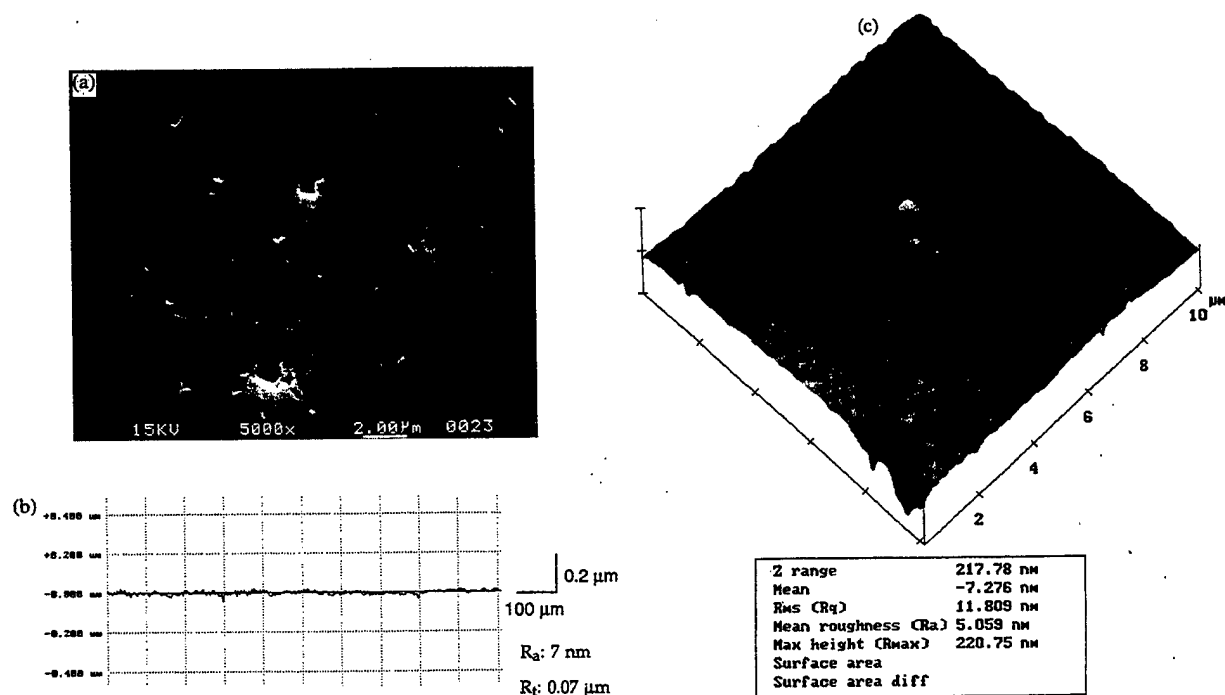 (a)
15KV 5000x 2.00μm 0023
(b)
+0.400 um
+0.200 um
-0.000 um
-0.200 um
-0.400 um
0.2 μm
100 μm
Ra: 7 nm
Rt: 0.07 μm
(c)
μM
10
8
6
4
2
Z range 217.78 nM
Mean -7.276 nM
Rms (Rq) 11.809 nM
Mean roughness (Ra) 5.059 nM
Max height (Rmax) 220.75 nM
Surface area
Surface area diff